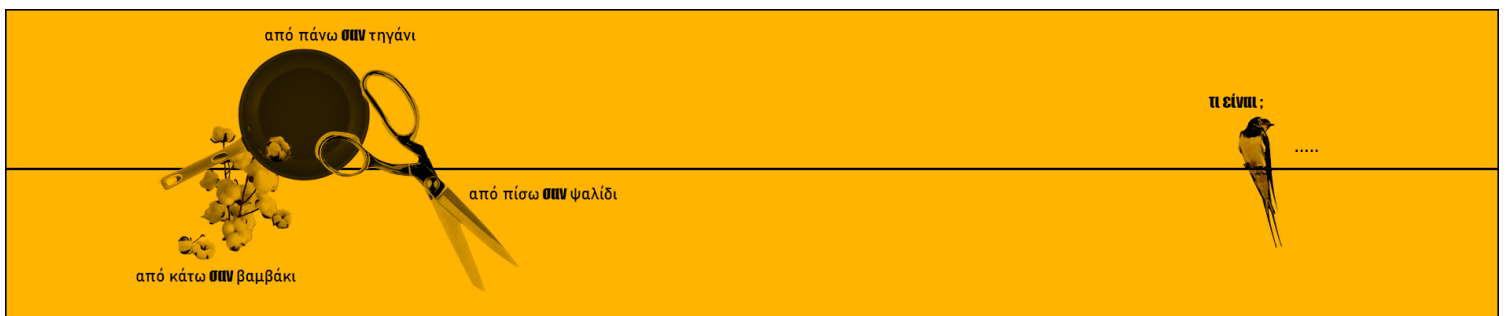 από πάνω σαν τηγάνι
από πίσω σαν ψαλίδι
από κάτω σαν βαμβάκι
τι είναι ;
.....